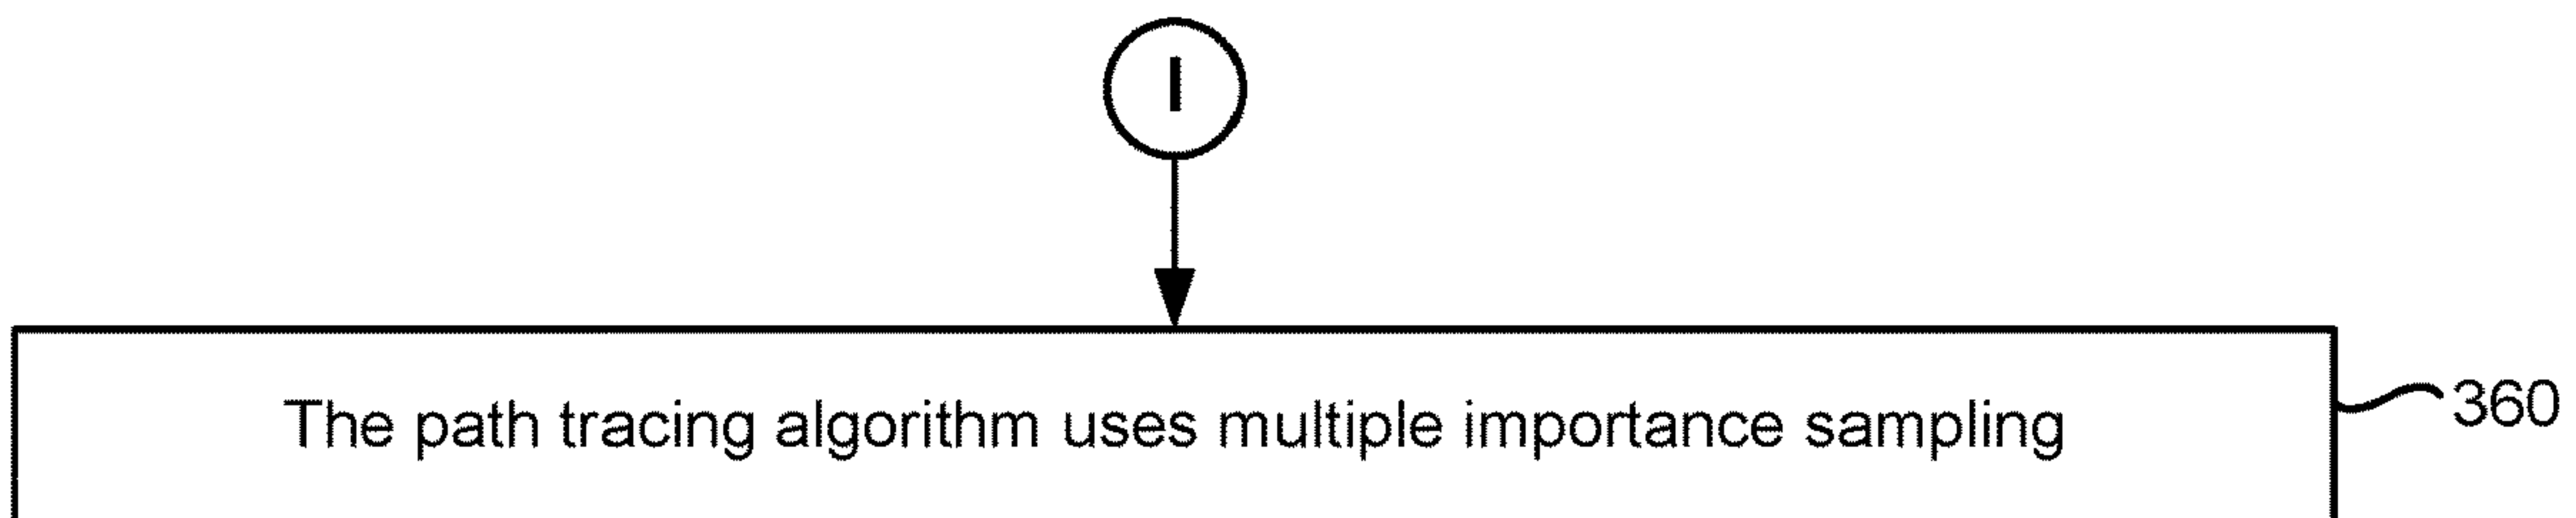 I
The path tracing algorithm uses multiple importance sampling
360